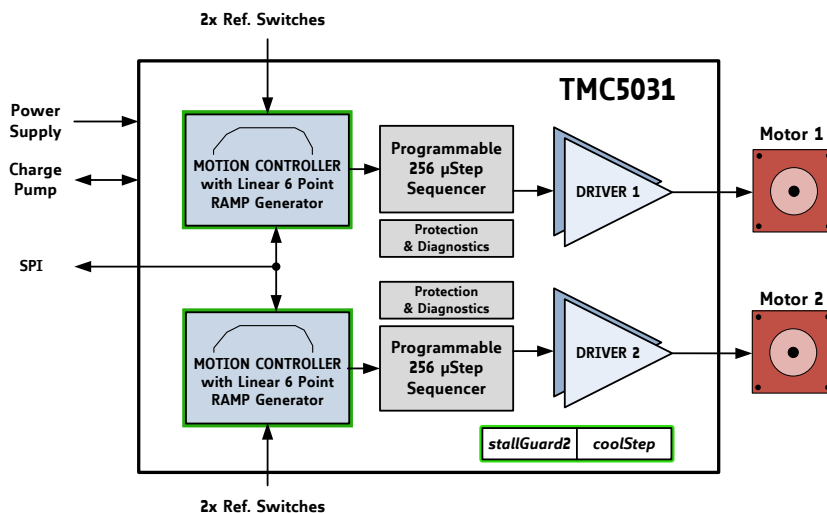 2x Ref. Switches
TMC5031
Power
Supply
Charge
Pump
SPI
MOTION CONTROLLER
with Linear 6 Point
RAMP Generator
Programmable
256 µStep
Sequencer
Protection
& Diagnostics
DRIVER 1
Motor 1
Protection
& Diagnostics
MOTION CONTROLLER
with Linear 6 Point
RAMP Generator
Programmable
256 µStep
Sequencer
DRIVER 2
Motor 2
stallGuard2 coolStep
2x Ref. Switches